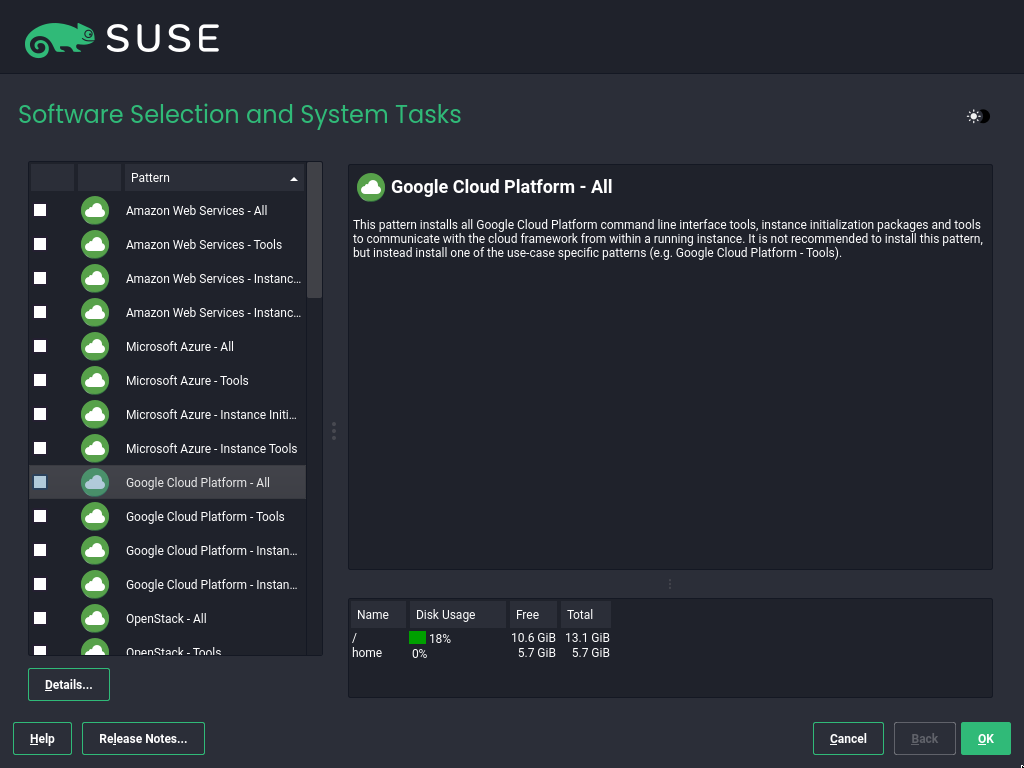 SUSE
Software Selection and System Tasks
Pattern
Amazon Web Services - All
Amazon Web Services - Tools
Amazon Web Services - Instanc...
Amazon Web Services - Instanc...
Microsoft Azure - All
Microsoft Azure - Tools
Microsoft Azure - Instance Initi...
Microsoft Azure - Instance Tools
Google Cloud Platform - All
Google Cloud Platform - Tools
Google Cloud Platform - Instan...
Google Cloud Platform - Instan...
OpenStack - All
OpenStack - Tools
Details...
Google Cloud Platform - All
This pattern installs all Google Cloud Platform command line interface tools, instance initialization packages and tools
to communicate with the cloud framework from within a running instance. It is not recommended to install this pattern,
but instead install one of the use-case specific patterns (e.g. Google Cloud Platform - Tools).
Name Disk Usage Free Total
/ 18% 10.6 GiB 13.1 GiB
home 0% 5.7 GiB 5.7 GiB
Help Release Notes... Cancel Back OK